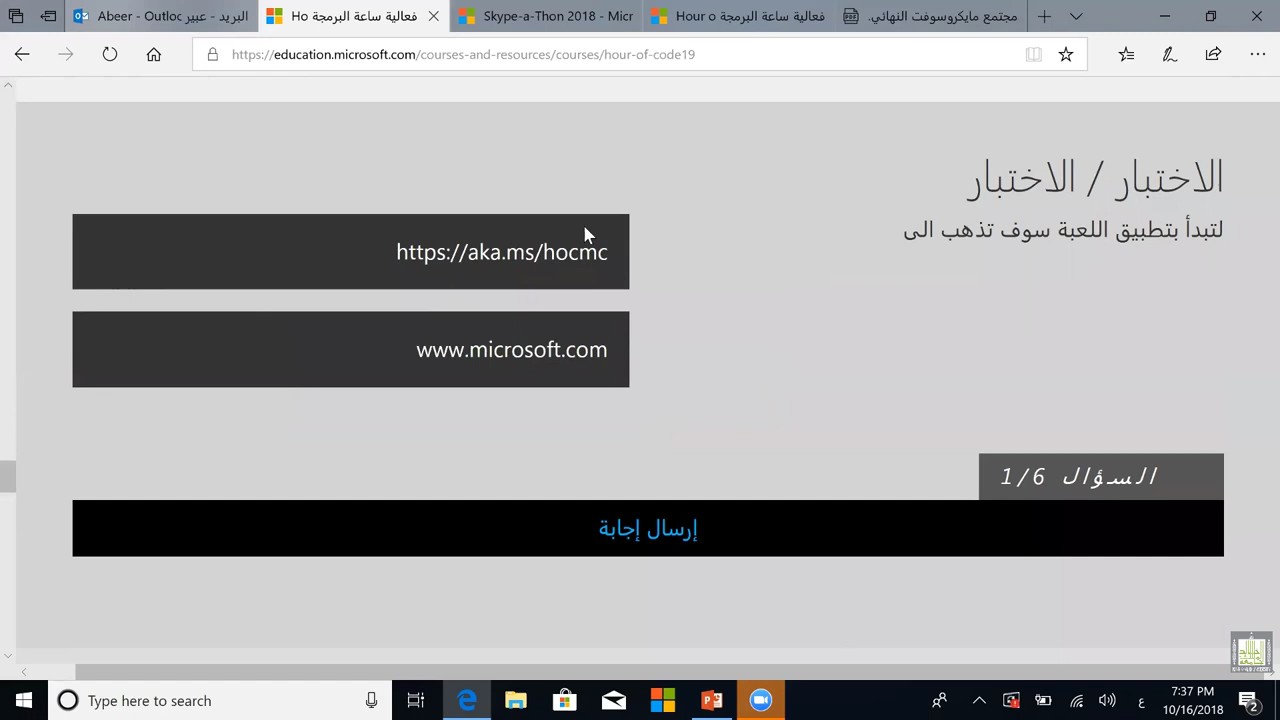 البريد - عبير Abeer - Outloc
فعالية ساعة البرمجة Ho
Skype-a-Thon 2018 - Micr
فعالية ساعة البرمجة Hour o
مجتمع مايكروسوفت النهائي.
https://education.microsoft.com/courses-and-resources/courses/hour-of-code19
الاختبار / الاختبار
لتبدأ بتطبيق اللعبة سوف تذهب الى
https://aka.ms/hocmc
www.microsoft.com
السؤال 1/6
إرسال إجابة
Type here to search
ع
7:37 PM
10/16/2018
2